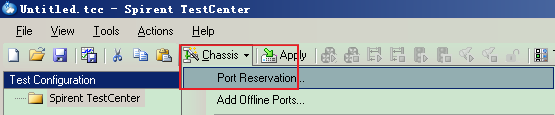 Untitled.tcc - Spirent TestCenter
File View Tools Actions Help
Chassis Apply
Test Configuration
Port Reservation...
Spirent TestCenter
Add Offline Ports...